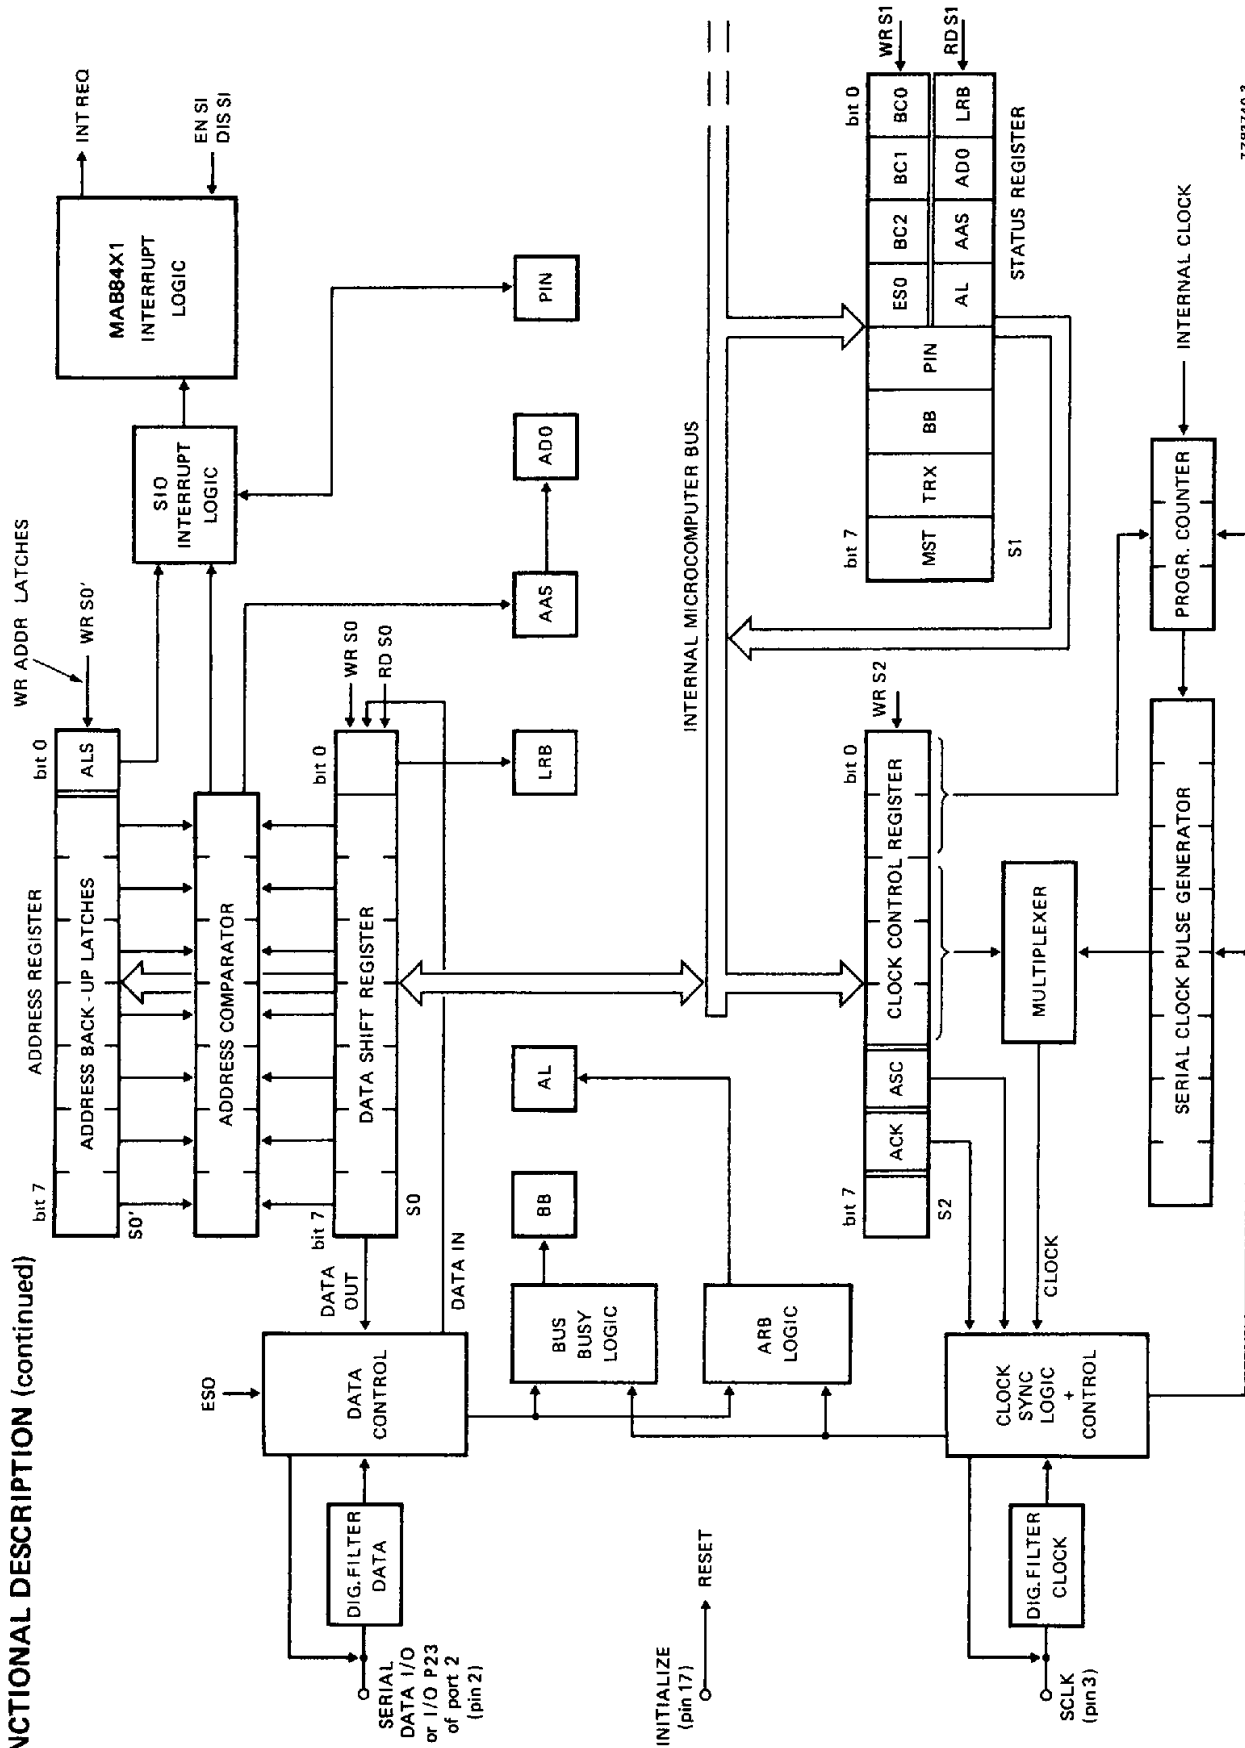 NCTIONAL DESCRIPTION (continued)
WR ADDR LATCHES
WR S0'
ADDRESS REGISTER
bit 7
bit 0
ADDRESS BACK-UP LATCHES
ALS
S0'
ADDRESS COMPARATOR
bit 7
bit 0
DATA SHIFT REGISTER
S0
WR S0
RD S0
SIO
INTERRUPT
LOGIC
MAB84X1
INTERRUPT
LOGIC
INT REQ
EN SI
DIS SI
ESO
DATA
OUT
DATA IN
DATA
CONTROL
DIG. FILTER
DATA
SERIAL
DATA I/O
or I/O P23
of port 2
(pin 2)
BUS
BUSY
LOGIC
BB
AL
LRB
AAS
AD0
PIN
ARB
LOGIC
INITIALIZE
(pin 17)
RESET
INTERNAL MICROCOMPUTER BUS
bit 7
bit 0
ACK
ASC
CLOCK CONTROL REGISTER
S2
WR S2
bit 7
bit 0
MST
TRX
BB
PIN
ES0
BC2
BC1
BC0
AL
AAS
AD0
LRB
WR S1
RD S1
S1
STATUS REGISTER
MULTIPLEXER
CLOCK
CLOCK
SYNC
LOGIC
+
CONTROL
DIG. FILTER
CLOCK
SCLK
(pin 3)
SERIAL CLOCK PULSE GENERATOR
PROGR. COUNTER
INTERNAL CLOCK